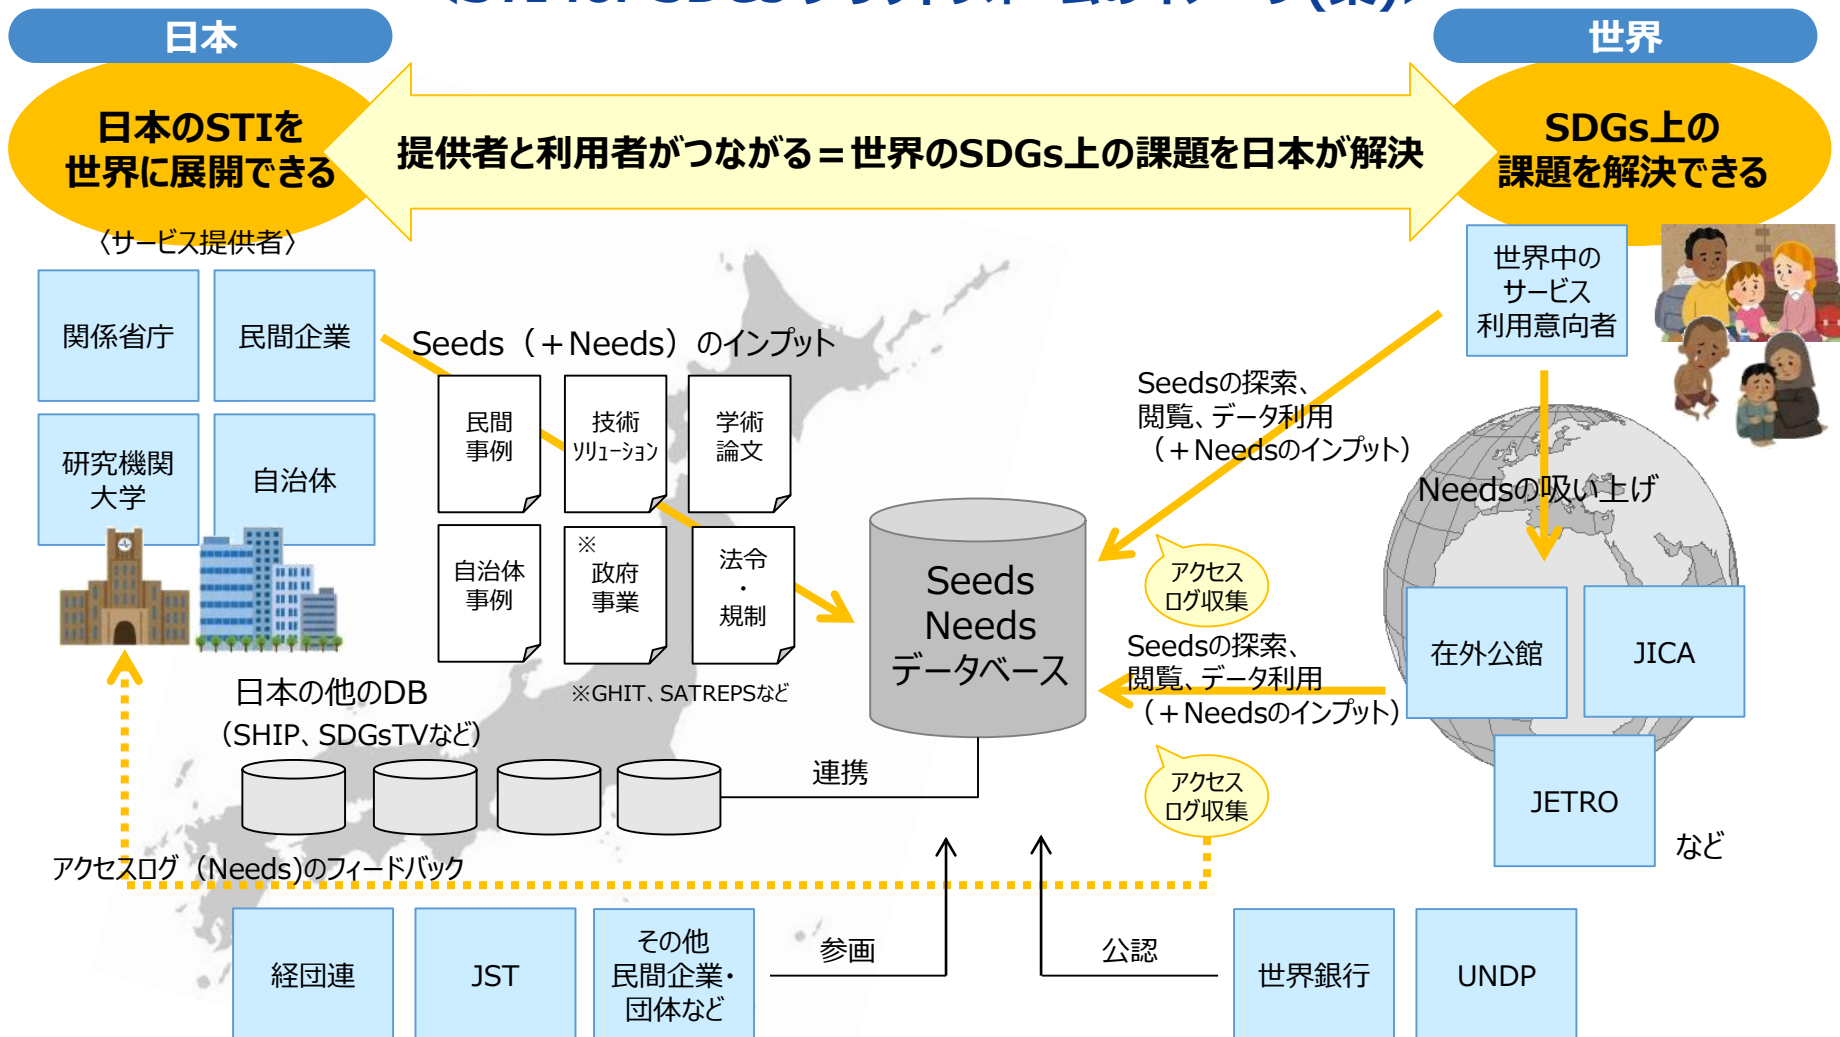 日本
世界
日本のSTIを
世界に展開できる
提供者と利用者がつながる＝世界のSDGs上の課題を日本が解決
SDGs上の
課題を解決できる
〈サービス提供者〉
関係省庁
民間企業
研究機関
大学
自治体
Seeds（＋Needs）のインプット
民間
事例
技術
ソリューション
学術
論文
自治体
事例
※
政府
事業
法令
・
規制
※GHIT、SATREPSなど
Seeds
Needs
データベース
世界中の
サービス
利用意向者
Seedsの探索、
閲覧、データ利用
（＋Needsのインプット）
Needsの吸い上げ
アクセス
ログ収集
Seedsの探索、
閲覧、データ利用
（＋Needsのインプット）
アクセス
ログ収集
在外公館
JICA
JETRO
など
日本の他のDB
（SHIP、SDGsTVなど）
連携
アクセスログ（Needs)のフィードバック
経団連
JST
その他
民間企業・
団体など
参画
公認
世界銀行
UNDP